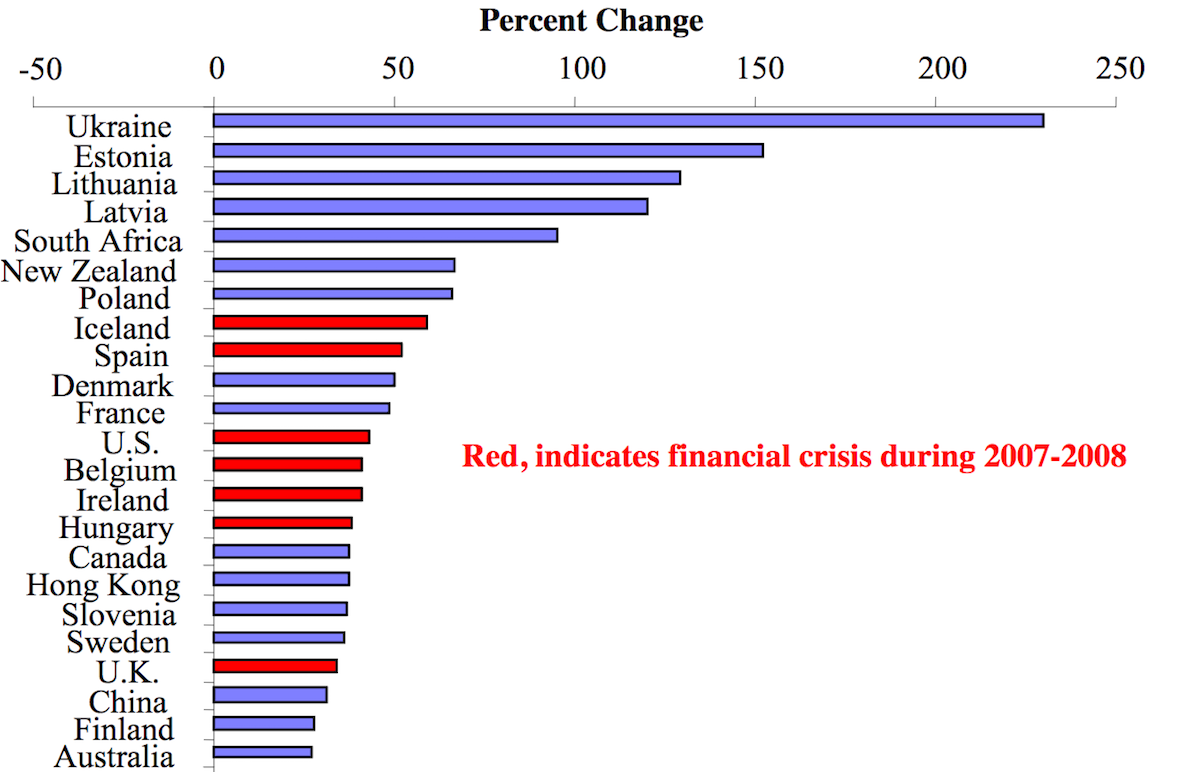 Percent Change
-50 0 50 100 150 200 250
Ukraine
Estonia
Lithuania
Latvia
South Africa
New Zealand
Poland
Iceland
Spain
Denmark
France
U.S.
Red, indicates financial crisis during 2007-2008
Belgium
Ireland
Hungary
Canada
Hong Kong
Slovenia
Sweden
U.K.
China
Finland
Australia